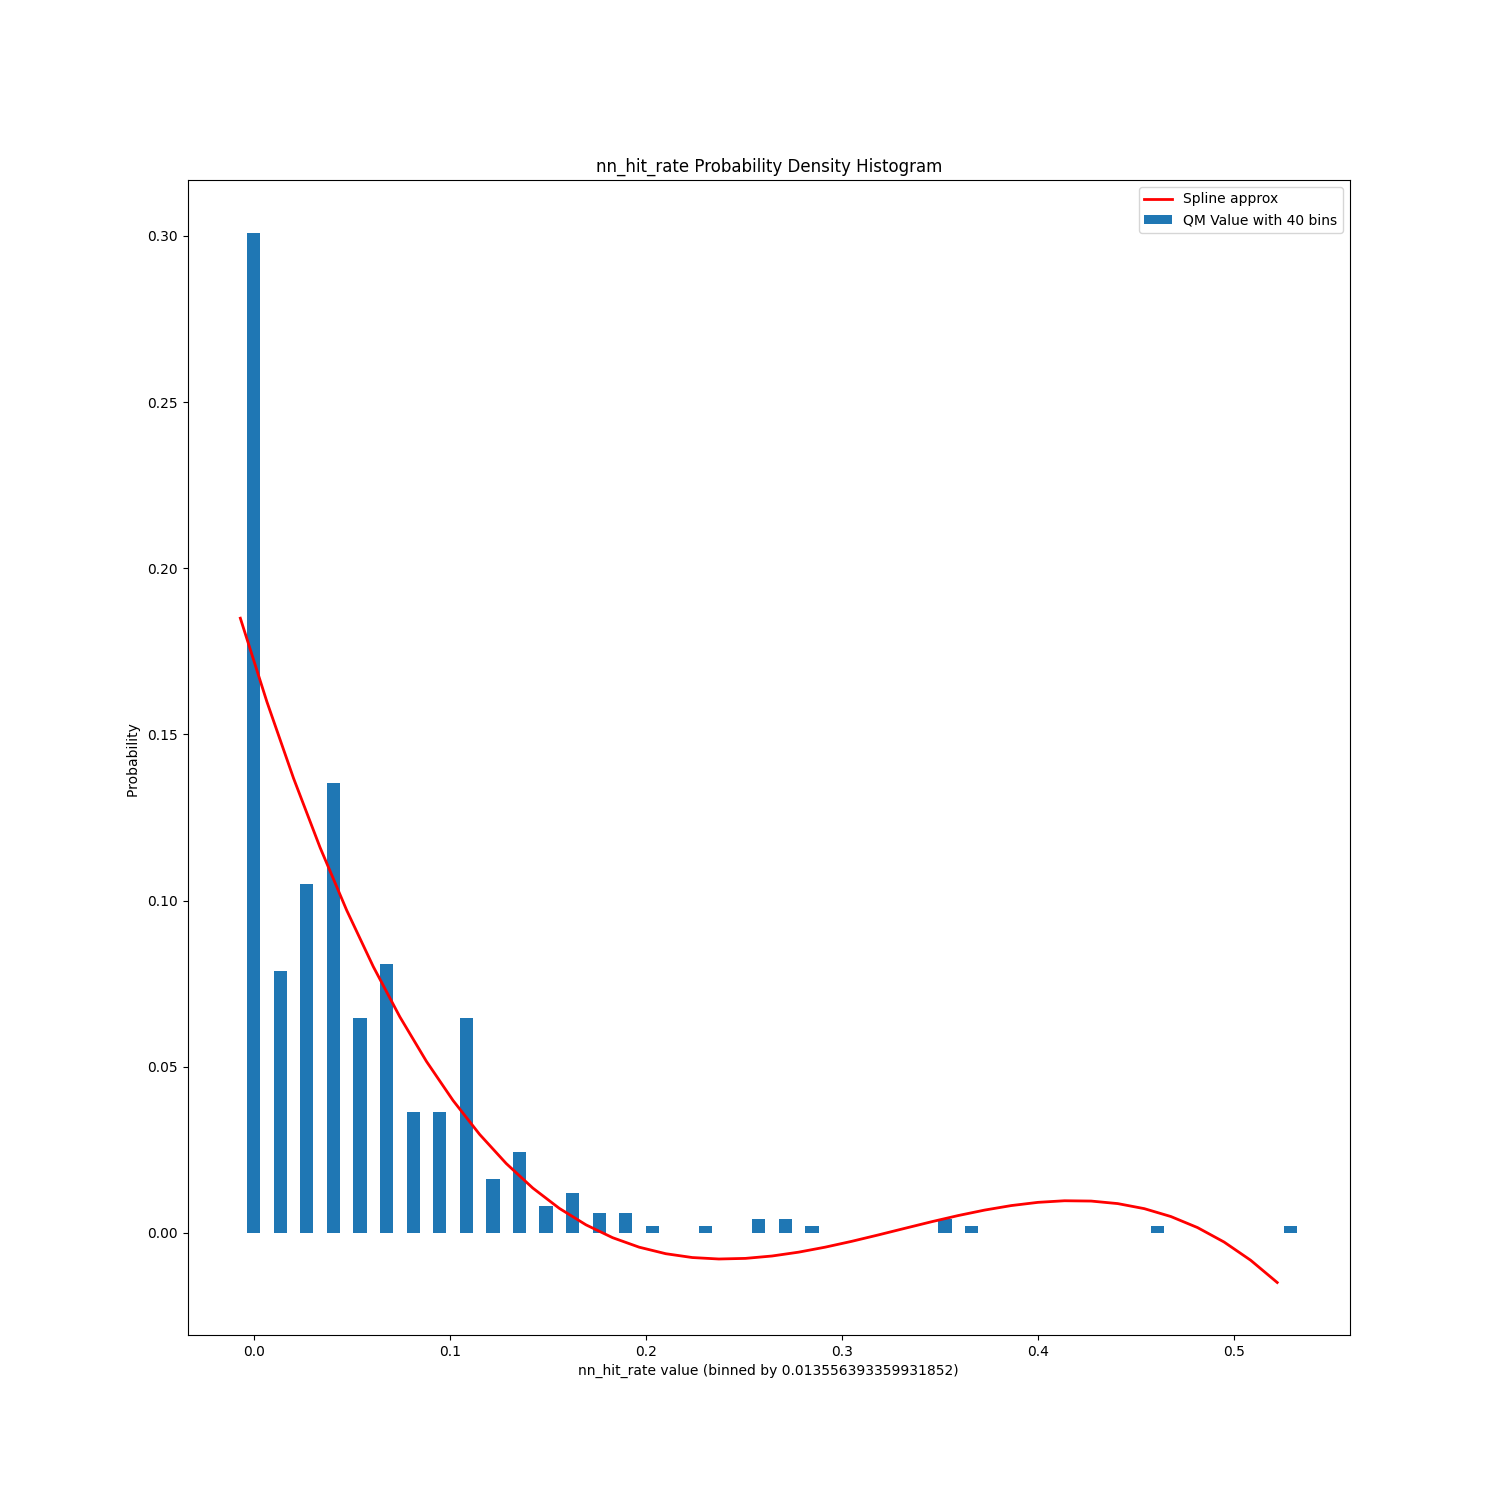 nn_hit_rate Probability Density Histogram
Spline approx
QM Value with 40 bins
0.30
0.25
0.20
0.15
0.10
0.05
0.00
Probability
0.0 0.1 0.2 0.3 0.4 0.5
nn_hit_rate value (binned by 0.013556393359931852)